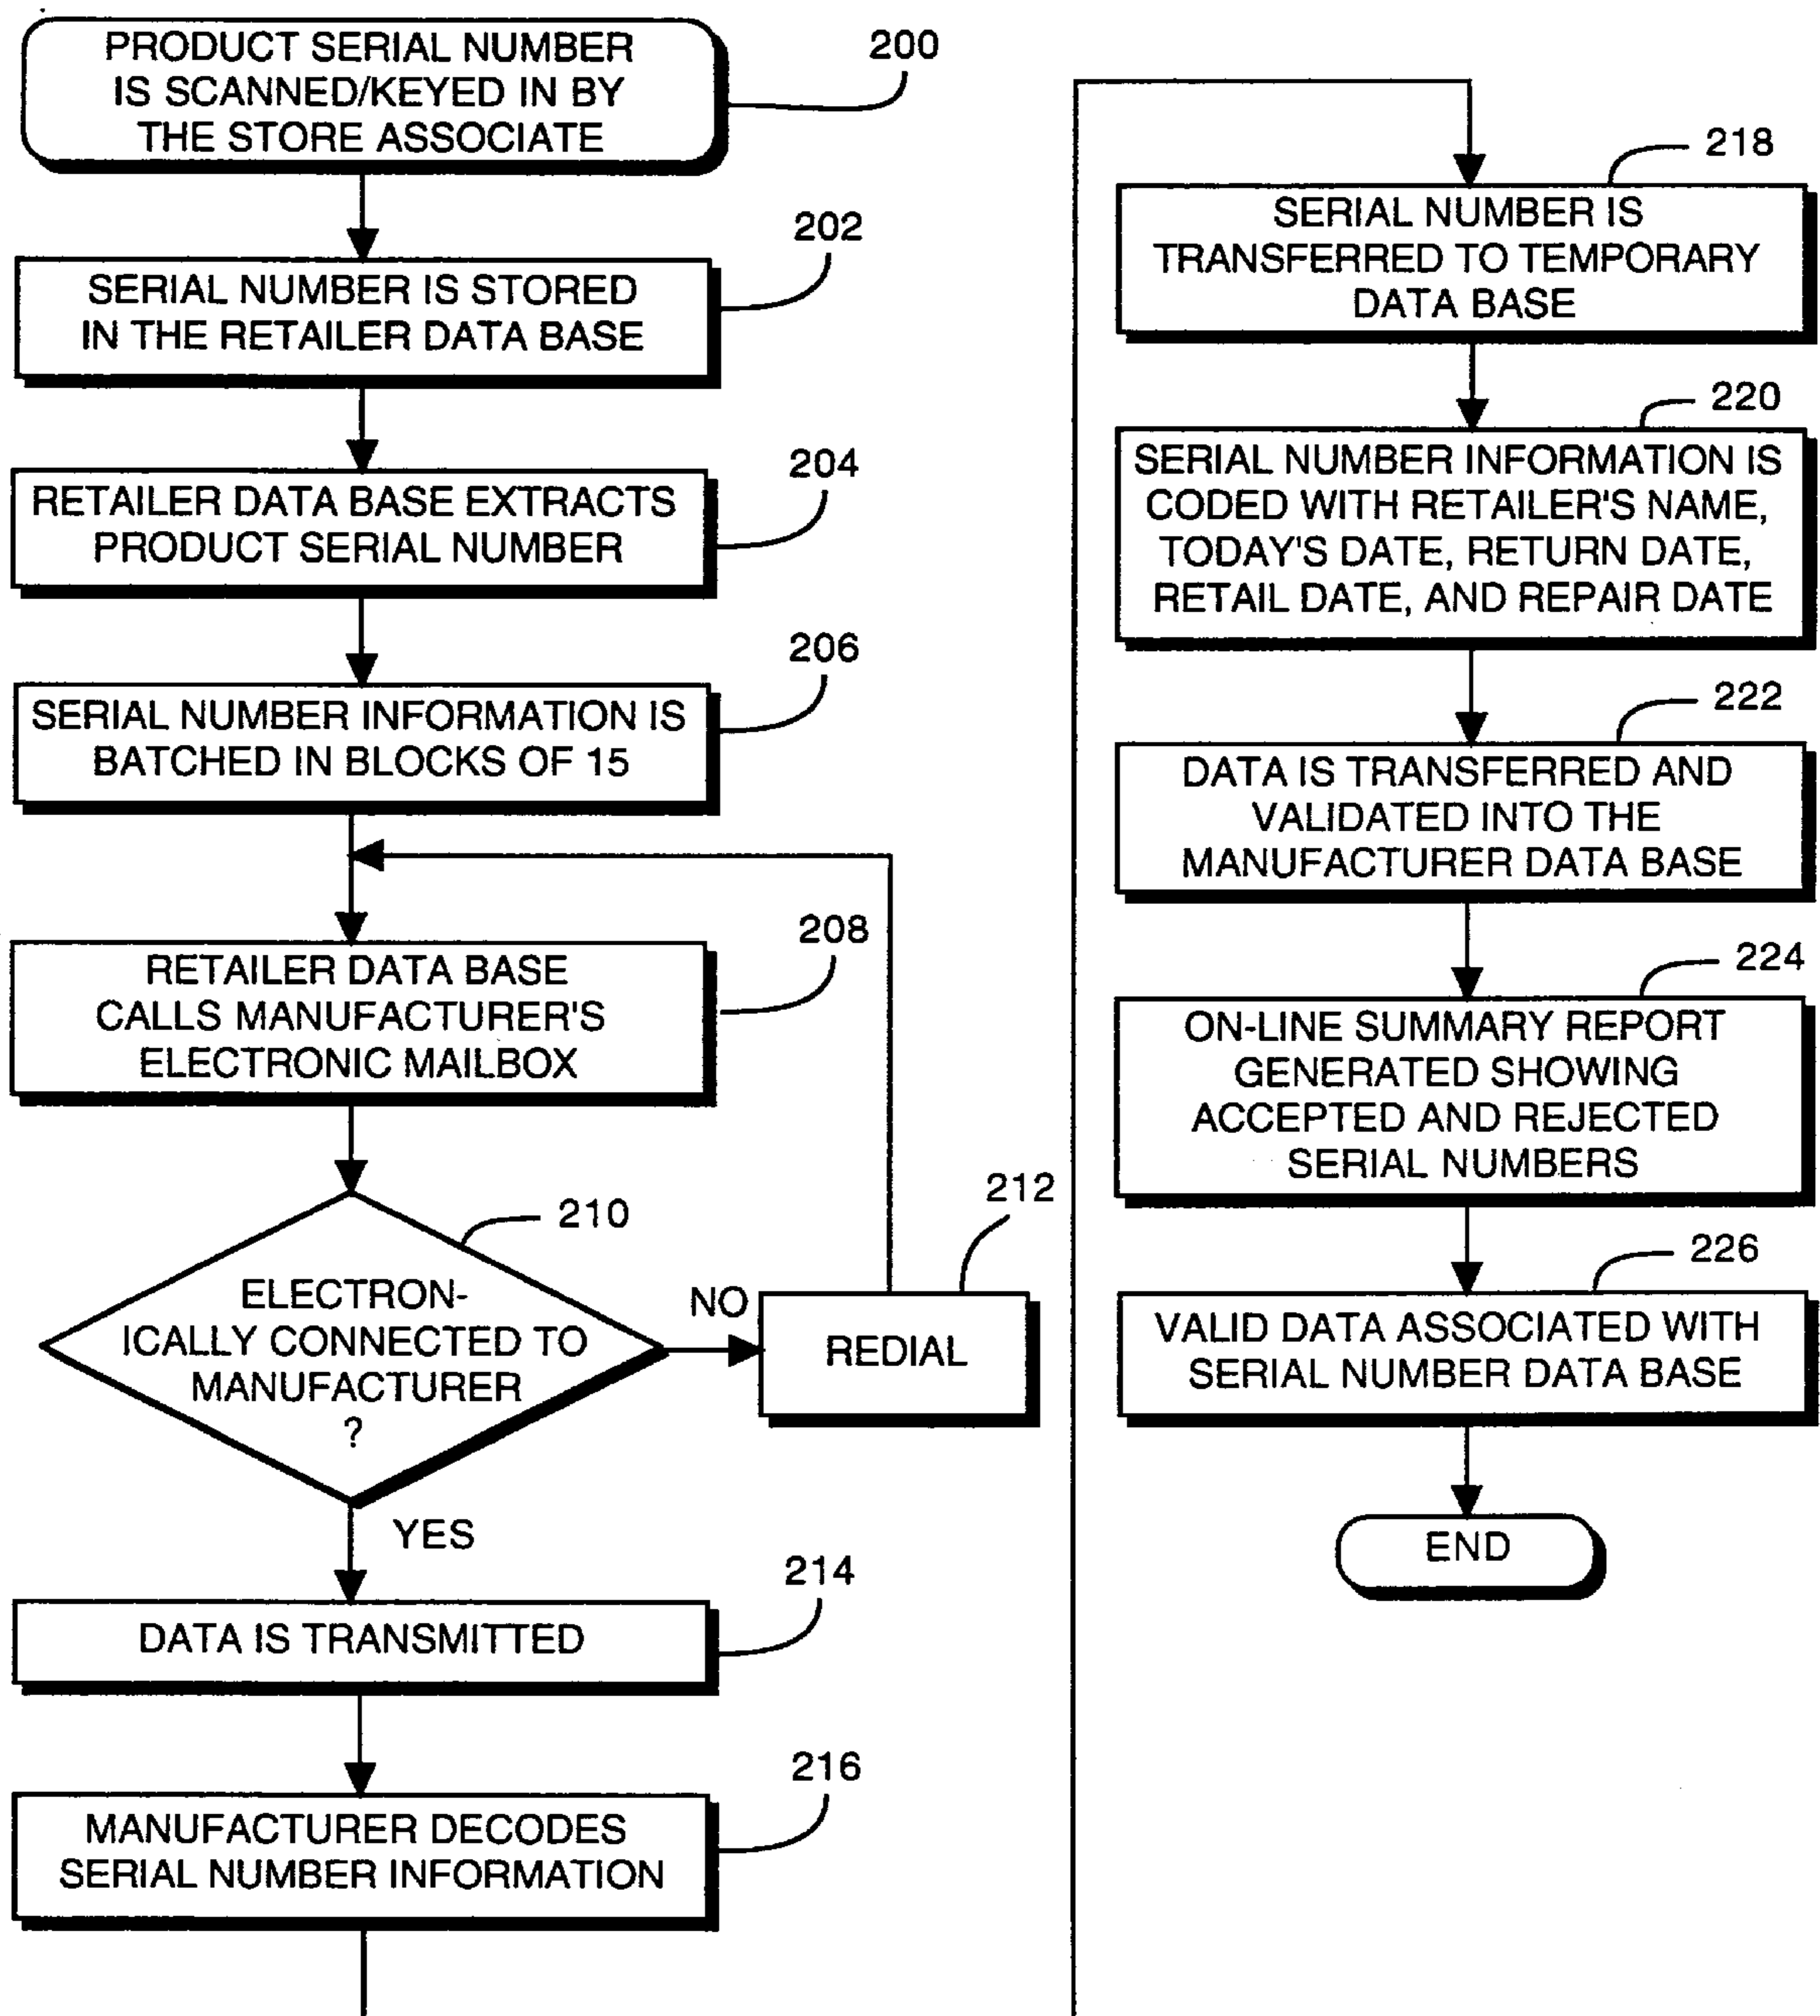 PRODUCT SERIAL NUMBER
IS SCANNED/KEYED IN BY
THE STORE ASSOCIATE
200
SERIAL NUMBER IS STORED
IN THE RETAILER DATA BASE
202
RETAILER DATA BASE EXTRACTS
PRODUCT SERIAL NUMBER
204
SERIAL NUMBER INFORMATION IS
BATCHED IN BLOCKS OF 15
206
RETAILER DATA BASE
CALLS MANUFACTURER'S
ELECTRONIC MAILBOX
208
ELECTRON-
ICALLY CONNECTED TO
MANUFACTURER
?
210
NO
REDIAL
212
YES
DATA IS TRANSMITTED
214
MANUFACTURER DECODES
SERIAL NUMBER INFORMATION
216
SERIAL NUMBER IS
TRANSFERRED TO TEMPORARY
DATA BASE
218
SERIAL NUMBER INFORMATION IS
CODED WITH RETAILER'S NAME,
TODAY'S DATE, RETURN DATE,
RETAIL DATE, AND REPAIR DATE
220
DATA IS TRANSFERRED AND
VALIDATED INTO THE
MANUFACTURER DATA BASE
222
ON-LINE SUMMARY REPORT
GENERATED SHOWING
ACCEPTED AND REJECTED
SERIAL NUMBERS
224
VALID DATA ASSOCIATED WITH
SERIAL NUMBER DATA BASE
226
END